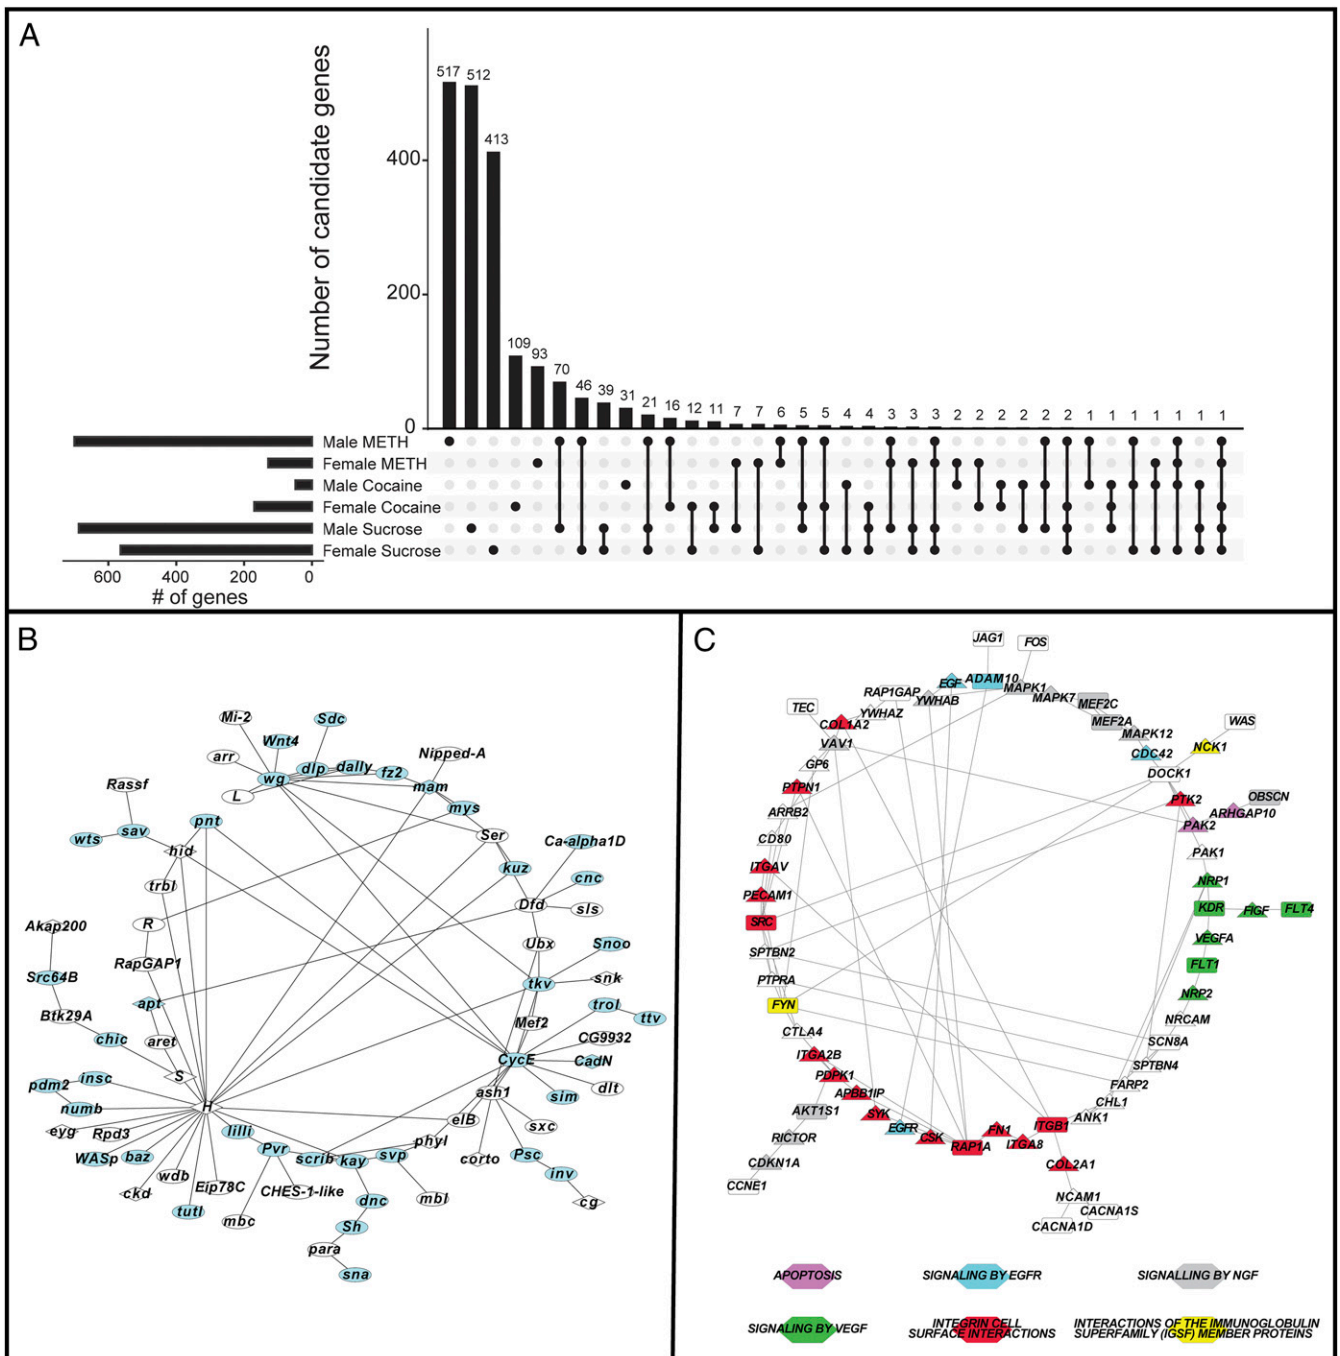 A
Number of candidate genes
400
200
0
517 512 413 109 93 70 46 39 31 21 16 12 11 7 7 6 5 5 4 4 3 3 3 2 2 2 2 2 2 1 1 1 1 1 1
Male METH
Female METH
Male Cocaine
Female Cocaine
Male Sucrose
Female Sucrose
600 400 200 0
# of genes
B
Mi-2
Sdc
Wnt4
arr
Nipped-A
wg
dlp
dally
fz2
mam
L
Rassf
mys
pnt
wts
sav
Ser
Ca-alpha1D
hid
kuz
trbl
cnc
Dfd
sls
R
Akap200
Ubx
Snoo
RapGAP1
Src64B
tkv
snk
apt
trol
ttv
Btk29A
Mef2
chic
aret
CG9932
CycE
CadN
S
insc
pdm2
ash1
dlt
numb
H
sim
elB
eyg
Rpd3
lilli
phyl
sxc
WASp
baz
Pvr
scrib
kay
svp
corto
Psc
wdb
inv
ckd
Eip78C
CHES-1-like
dnc
mbl
cg
tutl
mbc
Sh
para
sna
C
JAG1
FOS
EGF
ADAM10
MAPK1
RAP1GAP
YWHAB
MAPK7
TEC
YWHAZ
MEF2C
COL1A2
MEF2A
WAS
VAV1
MAPK12
GP6
CDC42
NCK1
PTPN1
DOCK1
ARRB2
PTK2
OBSCN
ARHGAP10
CD80
PAK2
ITGAV
PAK1
PECAM1
NRP1
SRC
KDR
FIGF
FLT4
SPTBN2
VEGFA
PTPRA
FLT1
FYN
NRP2
CTLA4
NRCAM
ITGA2B
SCN8A
PDPK1
SPTBN4
APBB1IP
FARP2
AKT1S1
SYK
CHL1
EGFR
ITGB1
ANK1
RICTOR
CSK
FN1
RAP1A
ITGA8
CDKN1A
COL2A1
CCNE1
NCAM1
CACNA1S
CACNA1D
APOPTOSIS
SIGNALING BY EGFR
SIGNALLING BY NGF
SIGNALING BY VEGF
INTEGRIN CELL
SURFACE INTERACTIONS
INTERACTIONS OF THE IMMUNOGLOBULIN
SUPERFAMILY (IGSF) MEMBER PROTEINS